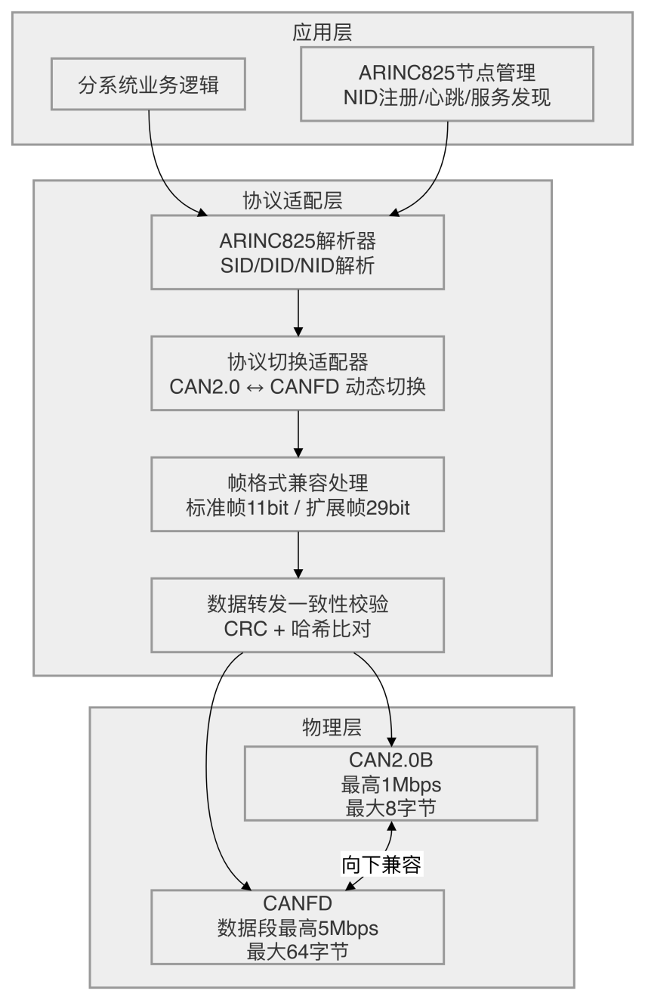 应用层
分系统业务逻辑
ARINC825节点管理
NID注册/心跳/服务发现
协议适配层
ARINC825解析器
SID/DID/NID解析
协议切换适配器
CAN2.0 ↔ CANFD 动态切换
帧格式兼容处理
标准帧11bit / 扩展帧29bit
数据转发一致性校验
CRC + 哈希比对
物理层
CAN2.0B
最高1Mbps
最大8字节
向下兼容
CANFD
数据段最高5Mbps
最大64字节